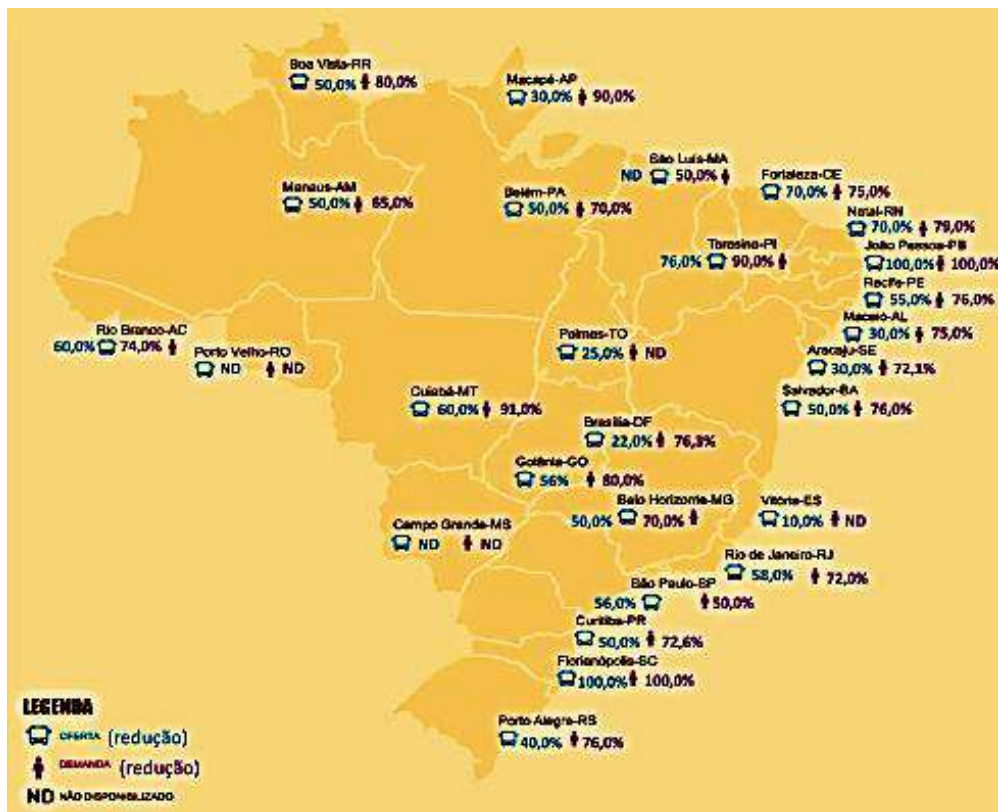 Boa Vista-RR
50,0% 80,0%
Macapá-AP
30,0% 90,0%
São Luís-MA
ND 50,0%
Fortaleza-CE
70,0% 75,0%
Manaus-AM
50,0% 65,0%
Belém-PA
50,0% 70,0%
Natal-RN
70,0% 79,0%
Teresina-PI
76,0% 90,0%
João Pessoa-PB
100,0% 100,0%
Recife-PE
55,0% 76,0%
Maceió-AL
30,0% 75,0%
Rio Branco-AC
60,0% 74,0%
Porto Velho-RO
ND ND
Palmas-TO
25,0% ND
Aracaju-SE
30,0% 72,1%
Cuiabá-MT
60,0% 91,0%
Salvador-BA
50,0% 76,0%
Brasília-DF
22,0% 76,3%
Goiânia-GO
56% 80,0%
Belo Horizonte-MG
50,0% 70,0%
Vitória-ES
10,0% ND
Campo Grande-MS
ND ND
Rio de Janeiro-RJ
58,0% 72,0%
São Paulo-SP
56,0% 50,0%
Curitiba-PR
50,0% 72,6%
Florianópolis-SC
100,0% 100,0%
Porto Alegre-RS
40,0% 76,0%
LEGENDA
OFERTA (redução)
DEMANDA (redução)
ND NÃO DISPONIBILIZADO